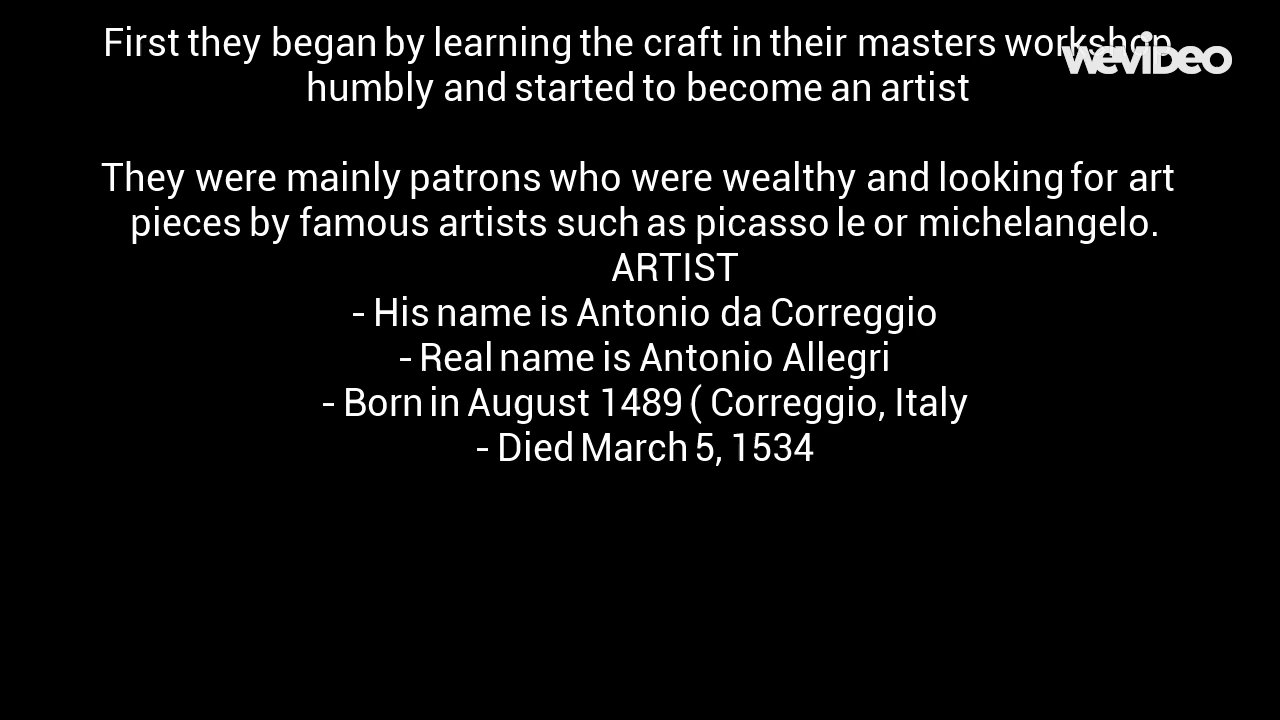 First they began by learning the craft in their masters workshop
wevideo
humbly and started to become an artist
They were mainly patrons who were wealthy and looking for art
pieces by famous artists such as picasso le or michelangelo.
ARTIST
- His name is Antonio da Correggio
- Real name is Antonio Allegri
- Born in August 1489 ( Correggio, Italy
- Died March 5, 1534